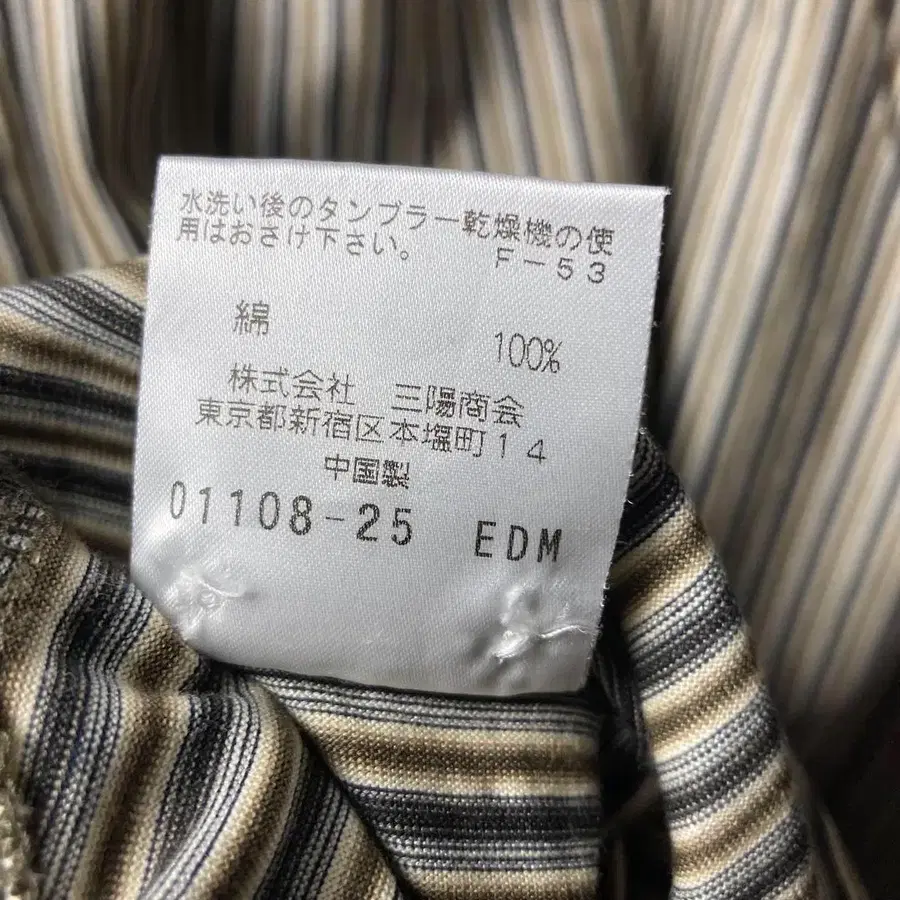 水洗い後のタンブラー乾燥機の使
用はおさけ下さい。　F－５３
綿　100%
株式会社　三陽商会
東京都新宿区本塩町１４
中国製
01108-25　EDM